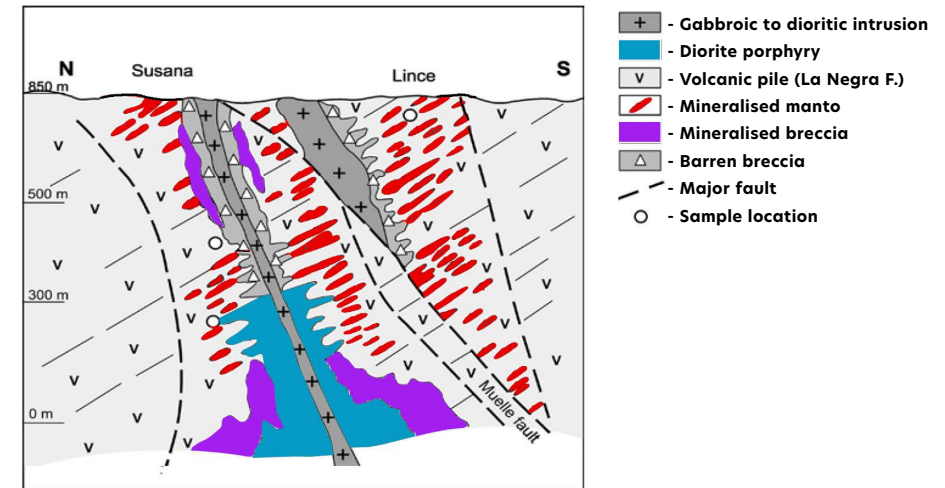 N
Susana
Lince
S
850 m
500 m
300 m
0 m
Muelle fault
+ - Gabbroic to dioritic intrusion
- Diorite porphyry
v - Volcanic pile (La Negra F.)
- Mineralised manto
- Mineralised breccia
- Barren breccia
- Major fault
- Sample location